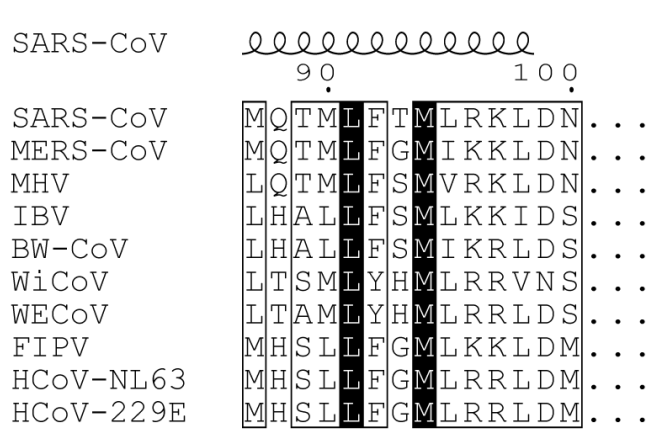 SARS-CoV
90 100
SARS-CoV MQTMLFTMLRKLDN...
MERS-CoV MQTMLFGMIKKLDN...
MHV LQTMLFSMVRKLDN...
IBV LHALLFSMLKKIDS...
BW-CoV LHALLFSMIKRLDS...
WiCoV LTSMLYHMLRRVNS...
WECoV LTAMLYHMLRRLDS...
FIPV MHSLLFGMLKKLDM...
HCoV-NL63 MHSLLFGMLRRLDM...
HCoV-229E MHSLLFGMLRRLDM...